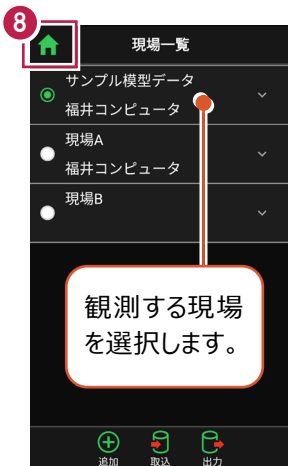 8
現場一覧
サンプル模型データ
福井コンピュータ
現場A
福井コンピュータ
現場B
観測する現場
を選択します。
追加 取込 出力